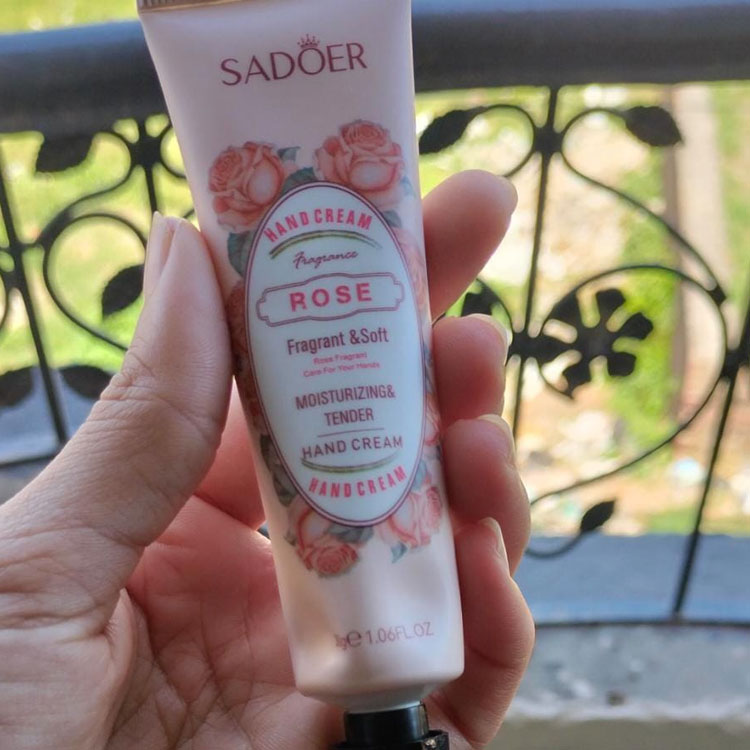 SADOER
HAND CREAM
Fragrance
ROSE
Fragrant &Soft
Rose Fragrant
Care For Your Hands
MOISTURIZING&
TENDER
HAND CREAM
HAND CREAM
1.06FL.OZ